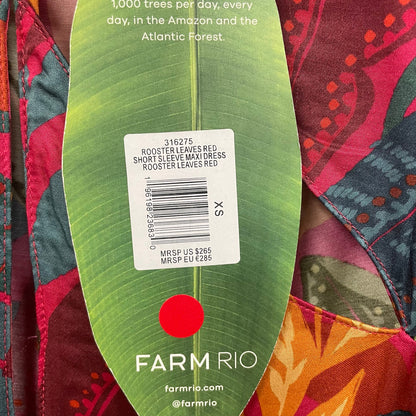 1,000 trees per day, every
day, in the Amazon and the
Atlantic Forest.
316275
ROOSTER LEAVES RED
SHORT SLEEVE MAXI DRESS
ROOSTER LEAVES RED
XS
MRSP US $265
MRSP EU €285
FARM RIO
farmrio.com
@farmrio